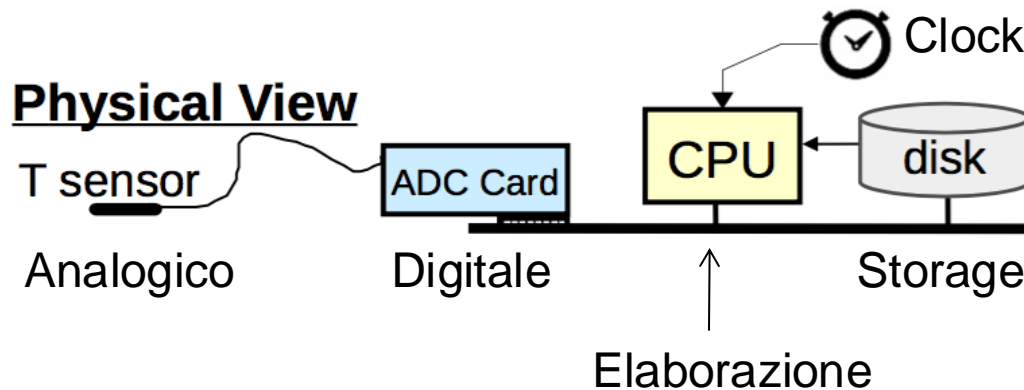 Clock
Physical View
T sensor
ADC Card
CPU
disk
Analogico
Digitale
Storage
Elaborazione